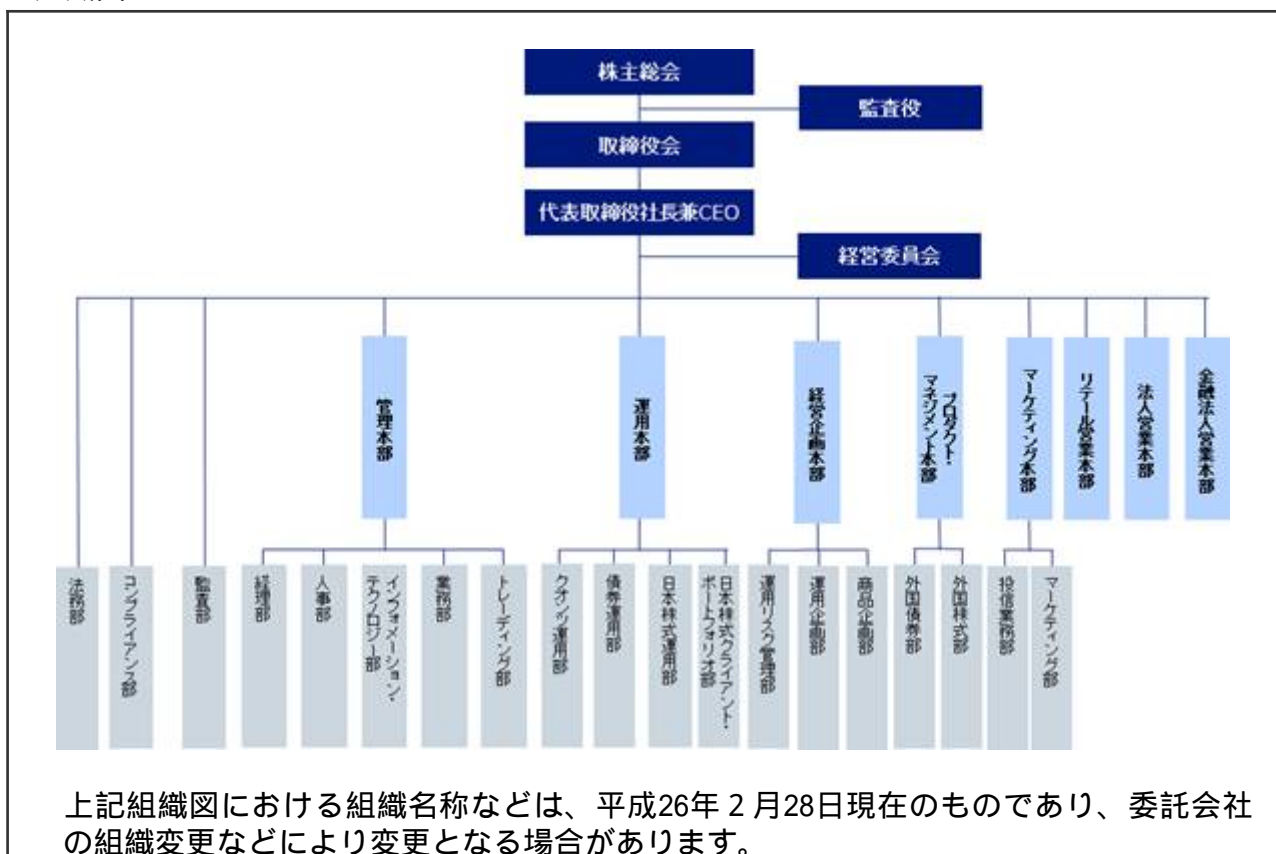 株主総会
監査役
取締役会
代表取締役社長兼CEO
経営委員会
管理本部
運用本部
経営企画本部
プロダクト・
マネジメント本部
マーケティング本部
リテール営業本部
法人営業本部
金融法人営業本部
法務部
コンプライアンス部
監査部
経理部
人事部
インフォメーション・
テクノロジー部
業務部
トレーディング部
クオンツ運用部
債券運用部
日本株式運用部
日本株式クライアント・
ポートフォリオ部
運用リスク管理部
運用企画部
商品企画部
外国債券部
外国株式部
投信業務部
マーケティング部
上記組織図における組織名称などは、平成26年2月28日現在のものであり、委託会社
の組織変更などにより変更となる場合があります。